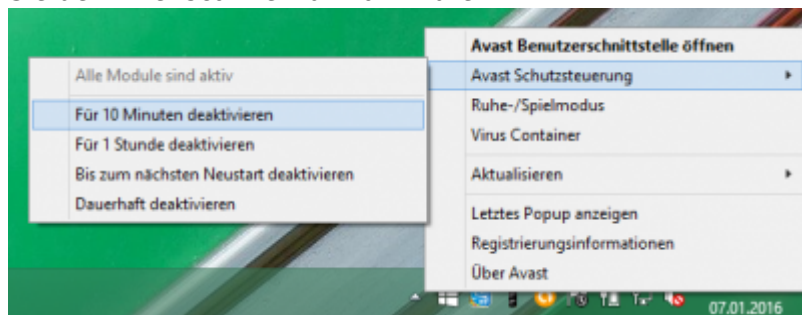 Avast Benutzerschnittstelle öffnen
Avast Schutzsteuerung
Ruhe-/Spielmodus
Virus Container
Aktualisieren
Letztes Popup anzeigen
Registrierungsinformationen
Über Avast
Alle Module sind aktiv
Für 10 Minuten deaktivieren
Für 1 Stunde deaktivieren
Bis zum nächsten Neustart deaktivieren
Dauerhaft deaktivieren
07.01.2016